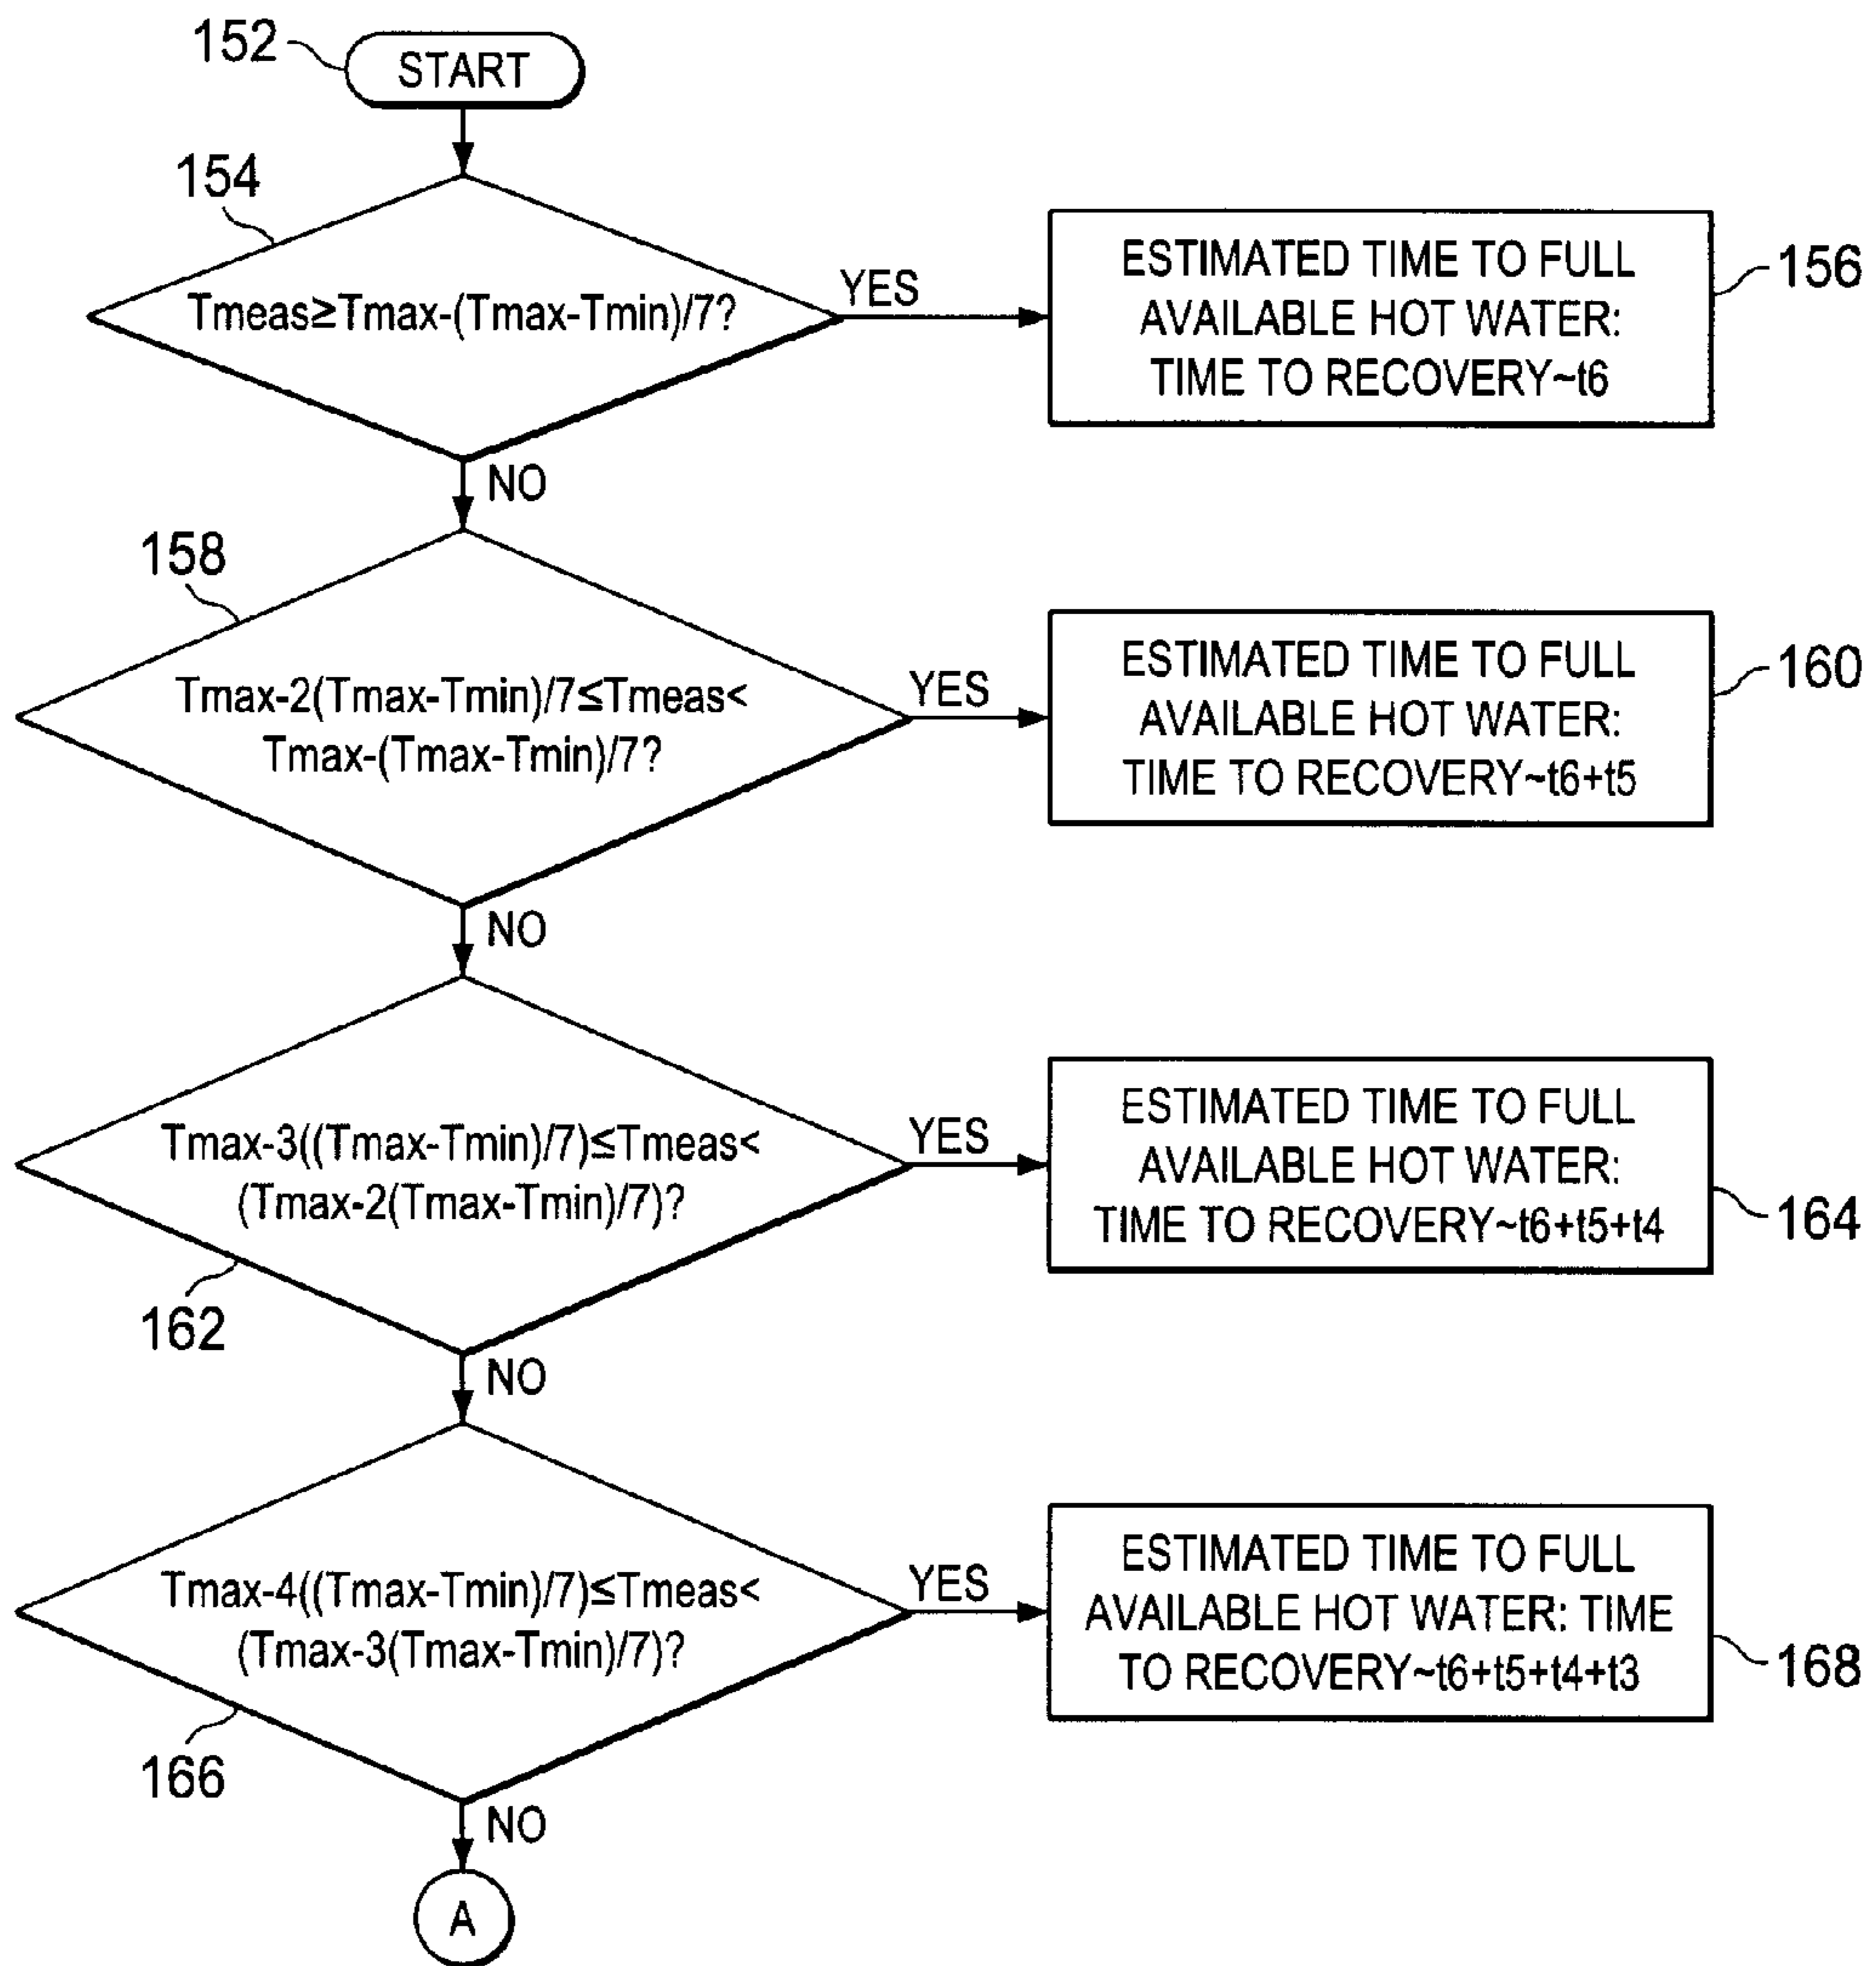 152
START
154
Tmeas≥Tmax-(Tmax-Tmin)/7?
YES
ESTIMATED TIME TO FULL
AVAILABLE HOT WATER:
TIME TO RECOVERY~t6
156
NO
158
Tmax-2(Tmax-Tmin)/7≤Tmeas<
Tmax-(Tmax-Tmin)/7?
YES
ESTIMATED TIME TO FULL
AVAILABLE HOT WATER:
TIME TO RECOVERY~t6+t5
160
NO
Tmax-3((Tmax-Tmin)/7)≤Tmeas<
(Tmax-2(Tmax-Tmin)/7)?
162
YES
ESTIMATED TIME TO FULL
AVAILABLE HOT WATER:
TIME TO RECOVERY~t6+t5+t4
164
NO
Tmax-4((Tmax-Tmin)/7)≤Tmeas<
(Tmax-3(Tmax-Tmin)/7)?
166
YES
ESTIMATED TIME TO FULL
AVAILABLE HOT WATER: TIME
TO RECOVERY~t6+t5+t4+t3
168
NO
A